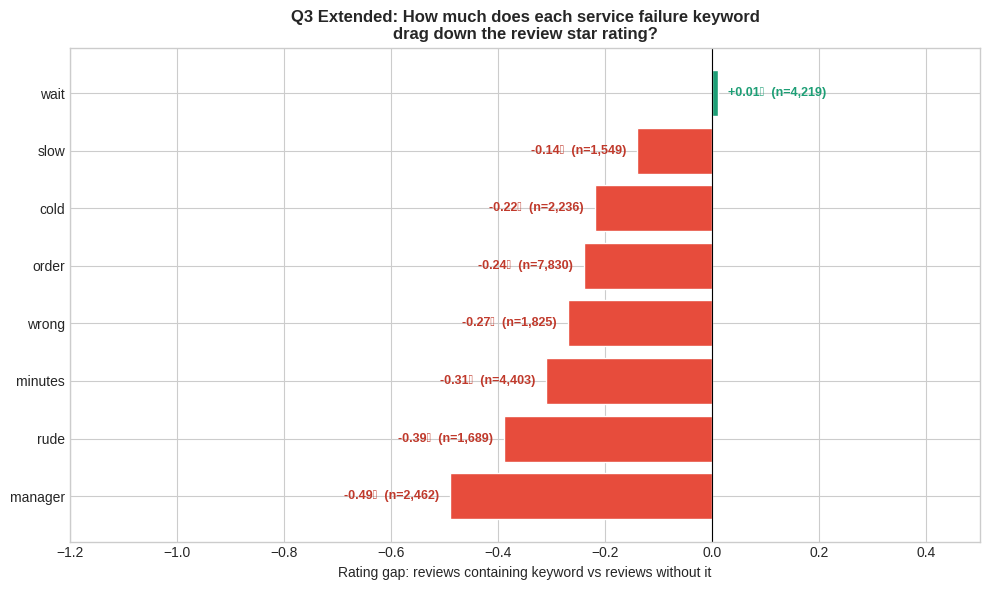 Q3 Extended: How much does each service failure keyword
drag down the review star rating?
wait
+0.01▯ (n=4,219)
slow
-0.14▯ (n=1,549)
cold
-0.22▯ (n=2,236)
order
-0.24▯ (n=7,830)
wrong
-0.27▯ (n=1,825)
minutes
-0.31▯ (n=4,403)
rude
-0.39▯ (n=1,689)
manager
-0.49▯ (n=2,462)
−1.2 −1.0 −0.8 −0.6 −0.4 −0.2 0.0 0.2 0.4
Rating gap: reviews containing keyword vs reviews without it